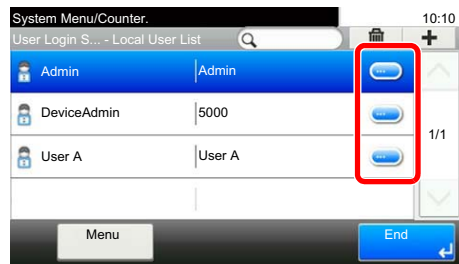 System Menu/Counter. 10:10
User Login S... - Local User List
Admin Admin
DeviceAdmin 5000
1/1
User A User A
Menu End